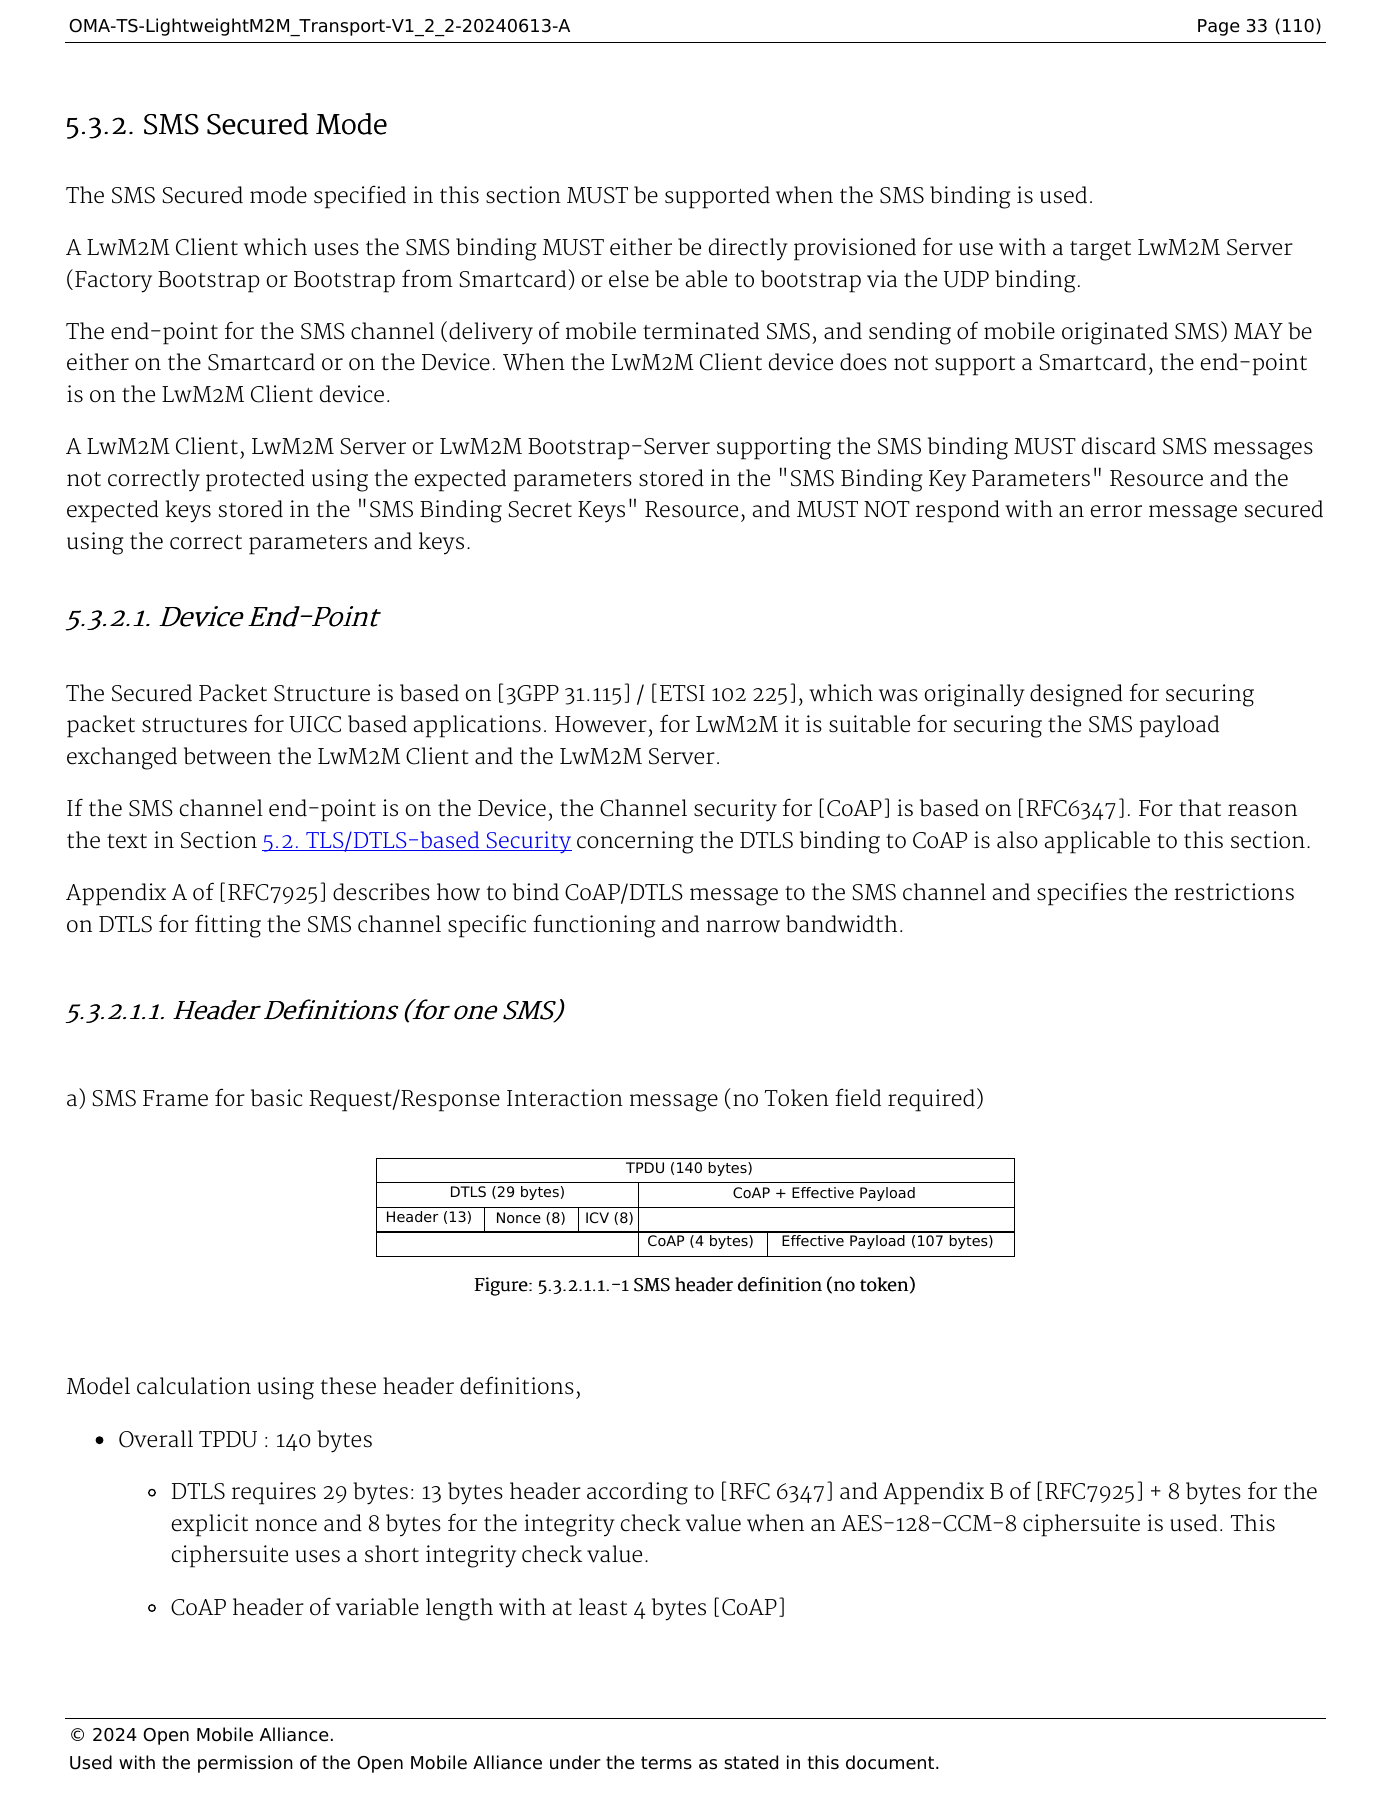 OMA-TS-LightweightM2M_Transport-V1_2_2-20240613-A
Page 33 (110)
5.3.2. SMS Secured Mode
The SMS Secured mode specified in this section MUST be supported when the SMS binding is used.
A LwM2M Client which uses the SMS binding MUST either be directly provisioned for use with a target LwM2M Server
(Factory Bootstrap or Bootstrap from Smartcard) or else be able to bootstrap via the UDP binding.
The end-point for the SMS channel (delivery of mobile terminated SMS, and sending of mobile originated SMS) MAY be
either on the Smartcard or on the Device. When the LwM2M Client device does not support a Smartcard, the end-point
is on the LwM2M Client device.
A LwM2M Client, LwM2M Server or LwM2M Bootstrap-Server supporting the SMS binding MUST discard SMS messages
not correctly protected using the expected parameters stored in the "SMS Binding Key Parameters" Resource and the
expected keys stored in the "SMS Binding Secret Keys" Resource, and MUST NOT respond with an error message secured
using the correct parameters and keys.
5.3.2.1. Device End-Point
The Secured Packet Structure is based on [3GPP 31.115] / [ETSI 102 225], which was originally designed for securing
packet structures for UICC based applications. However, for LwM2M it is suitable for securing the SMS payload
exchanged between the LwM2M Client and the LwM2M Server.
If the SMS channel end-point is on the Device, the Channel security for [CoAP] is based on [RFC6347]. For that reason
the text in Section 5.2. TLS/DTLS-based Security concerning the DTLS binding to CoAP is also applicable to this section.
Appendix A of [RFC7925] describes how to bind CoAP/DTLS message to the SMS channel and specifies the restrictions
on DTLS for fitting the SMS channel specific functioning and narrow bandwidth.
5.3.2.1.1. Header Definitions (for one SMS)
a) SMS Frame for basic Request/Response Interaction message (no Token field required)
TPDU (140 bytes)
DTLS (29 bytes)
CoAP + Effective Payload
Header (13)
Nonce (8)
ICV (8)
CoAP (4 bytes)
Effective Payload (107 bytes)
Figure: 5.3.2.1.1.-1 SMS header definition (no token)
Model calculation using these header definitions,
• Overall TPDU : 140 bytes
◦ DTLS requires 29 bytes: 13 bytes header according to [RFC 6347] and Appendix B of [RFC7925] + 8 bytes for the
explicit nonce and 8 bytes for the integrity check value when an AES-128-CCM-8 ciphersuite is used. This
ciphersuite uses a short integrity check value.
◦ CoAP header of variable length with at least 4 bytes [CoAP]
© 2024 Open Mobile Alliance.
Used with the permission of the Open Mobile Alliance under the terms as stated in this document.